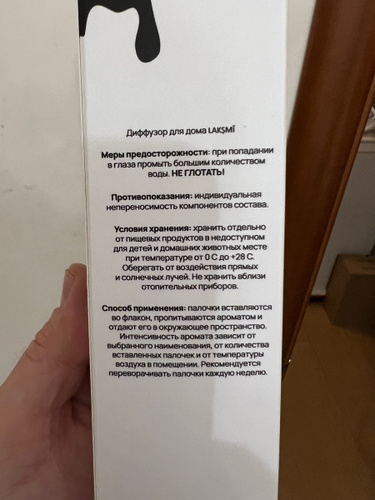 Диффузор для дома LAKSMĪ
Меры предосторожности: при попадании
в глаза промыть большим количеством
воды. НЕ ГЛОТАТЬ!
Противопоказания: индивидуальная
непереносимость компонентов состава.
Условия хранения: хранить отдельно
от пищевых продуктов в недоступном
для детей и домашних животных месте
при температуре от 0 С до +28 С.
Оберегать от воздействия прямых
и солнечных лучей. Не хранить вблизи
отопительных приборов.
Способ применения: палочки вставляются
во флакон, пропитываются ароматом и
отдают его в окружающее пространство.
Интенсивность аромата зависит от
выбранного наименования, от количества
вставленных палочек и от температуры
воздуха в помещении. Рекомендуется
переворачивать палочки каждую неделю.